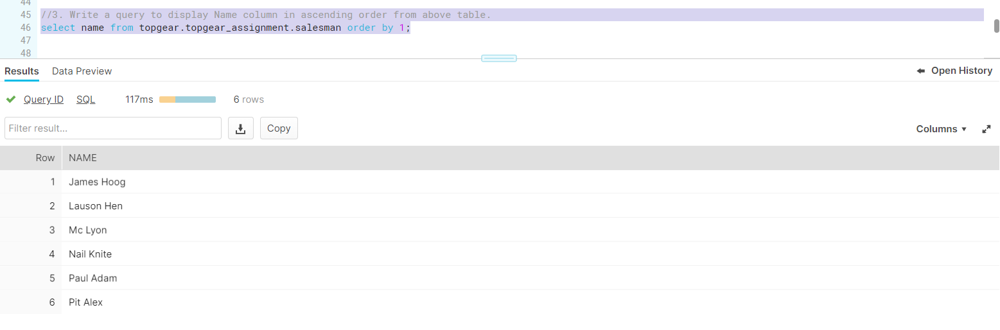 44
45 //3. Write a query to display Name column in ascending order from above table.
46 select name from topgear.topgear_assignment.salesman order by 1;
47
48
Results Data Preview Open History
Query ID SQL 117ms 6 rows
Filter result... Copy Columns
Row NAME
1 James Hoog
2 Lauson Hen
3 Mc Lyon
4 Nail Knite
5 Paul Adam
6 Pit Alex